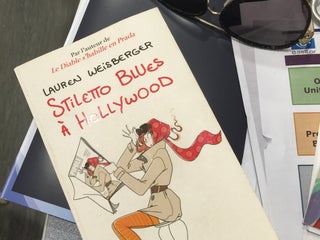 Par l'auteur de
Le Diable s'habille en Prada
LAUREN WEISBERGER
STILETTO BLUES
À HOLLYWOOD